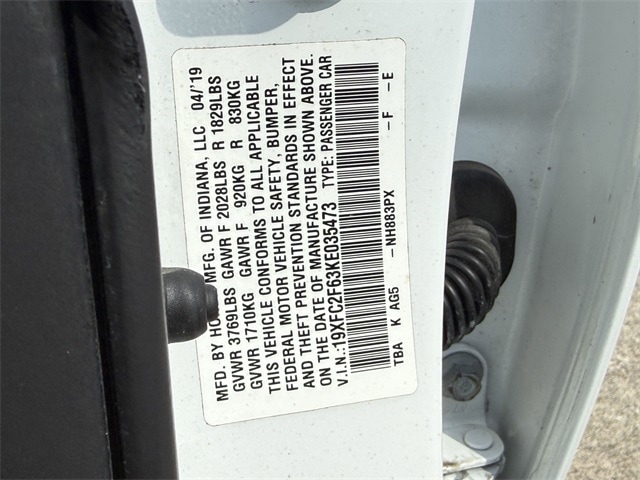 MFD. BY HO MFG. OF INDIANA, LLC 04/'19
GVWR 3769LBS GAWR F 2028LBS R 1829LBS
GVWR 1710KG GAWR F 920KG R 830KG
THIS VEHICLE CONFORMS TO ALL APPLICABLE
FEDERAL MOTOR VEHICLE SAFETY, BUMPER,
AND THEFT PREVENTION STANDARDS IN EFFECT
ON THE DATE OF MANUFACTURE SHOWN ABOVE.
V.I.N.:19XFC2F63KE035473 TYPE: PASSENGER CAR
TBA K AG5 -NH883PX -F -E